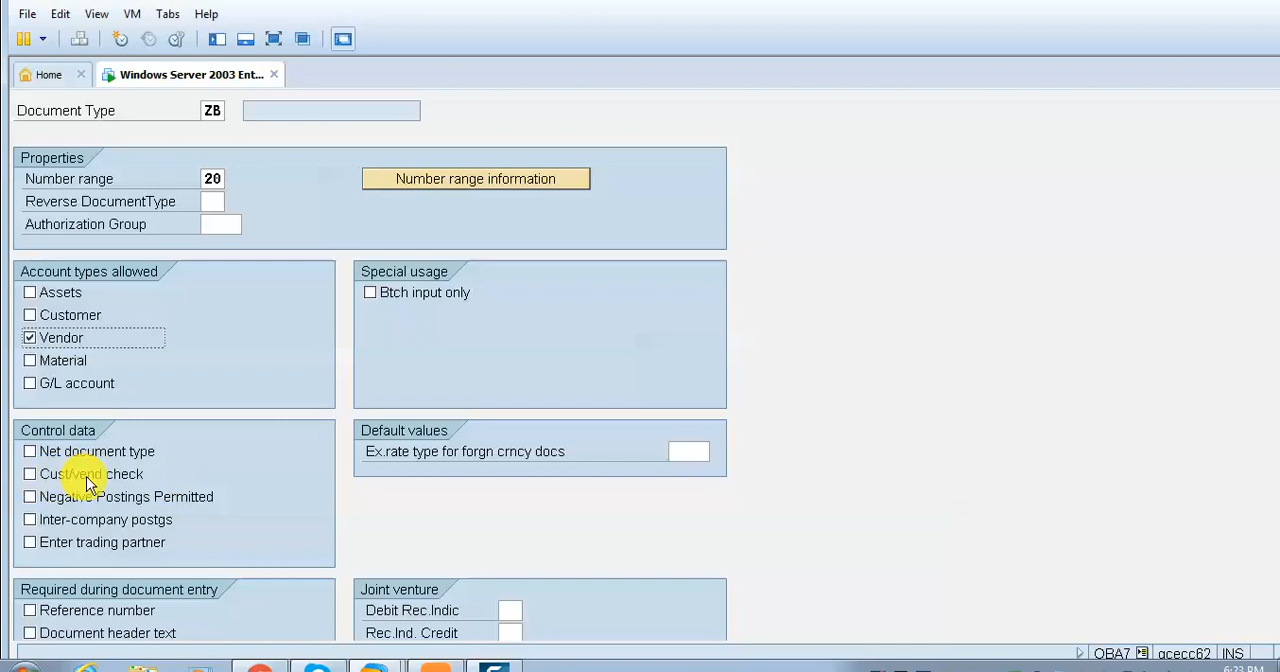 File Edit View VM Tabs Help
Home Windows Server 2003 Ent...
Document Type ZB
Properties
Number range 20 Number range information
Reverse DocumentType
Authorization Group
Account types allowed Special usage
Assets Btch input only
Customer
Vendor
Material
G/L account
Control data Default values
Net document type Ex.rate type for forgn crncy docs
Cust/vend check
Negative Postings Permitted
Inter-company postgs
Enter trading partner
Required during document entry Joint venture
Reference number Debit Rec.Indic
Document header text Rec.Ind. Credit
OBA7 acecc62 INS
6:23 PM